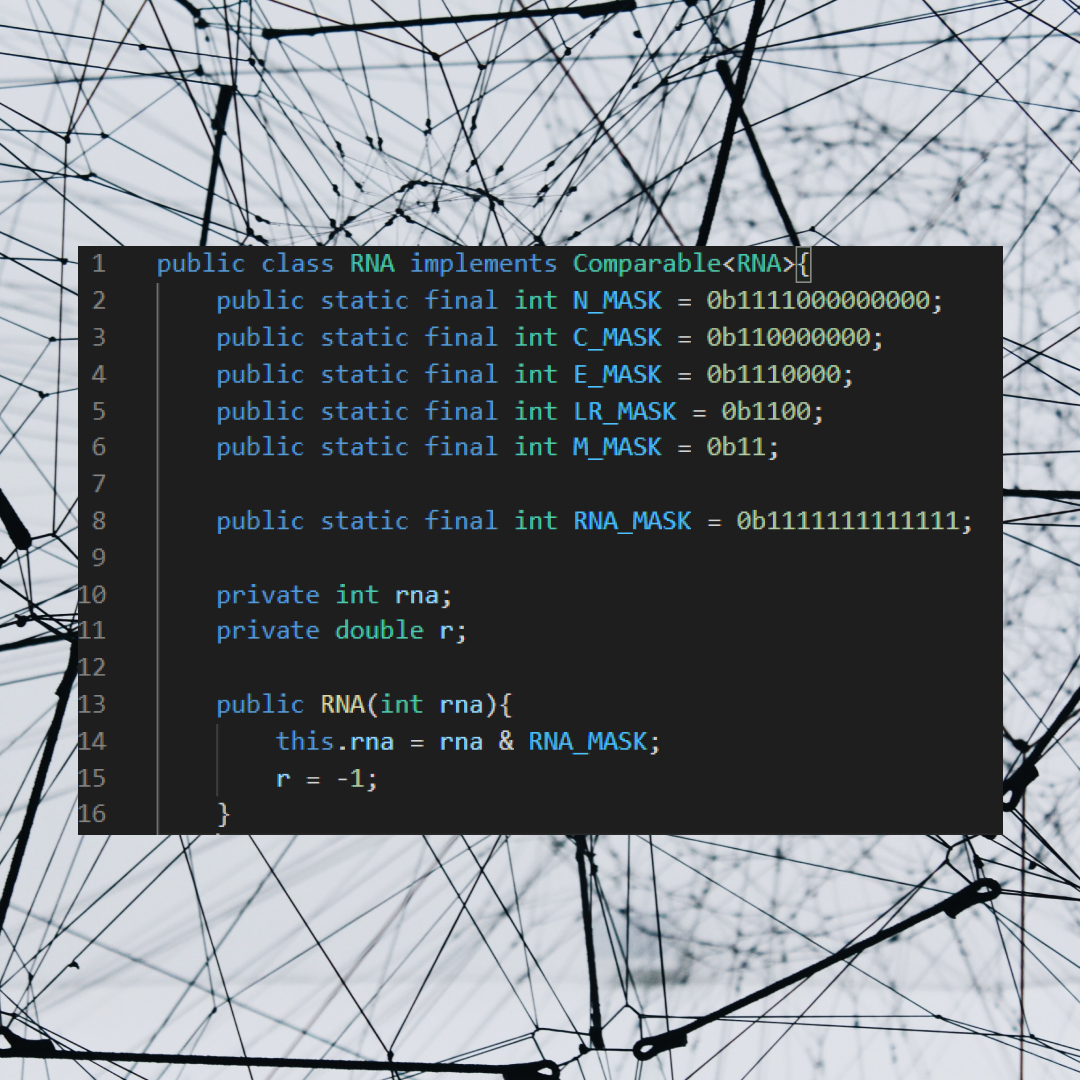 1 public class RNA implements Comparable<RNA>{
2 public static final int N_MASK = 0b1111000000000;
3 public static final int C_MASK = 0b110000000;
4 public static final int E_MASK = 0b1110000;
5 public static final int LR_MASK = 0b1100;
6 public static final int M_MASK = 0b11;
7
8 public static final int RNA_MASK = 0b1111111111111;
9
10 private int rna;
11 private double r;
12
13 public RNA(int rna){
14 this.rna = rna & RNA_MASK;
15 r = -1;
16 }